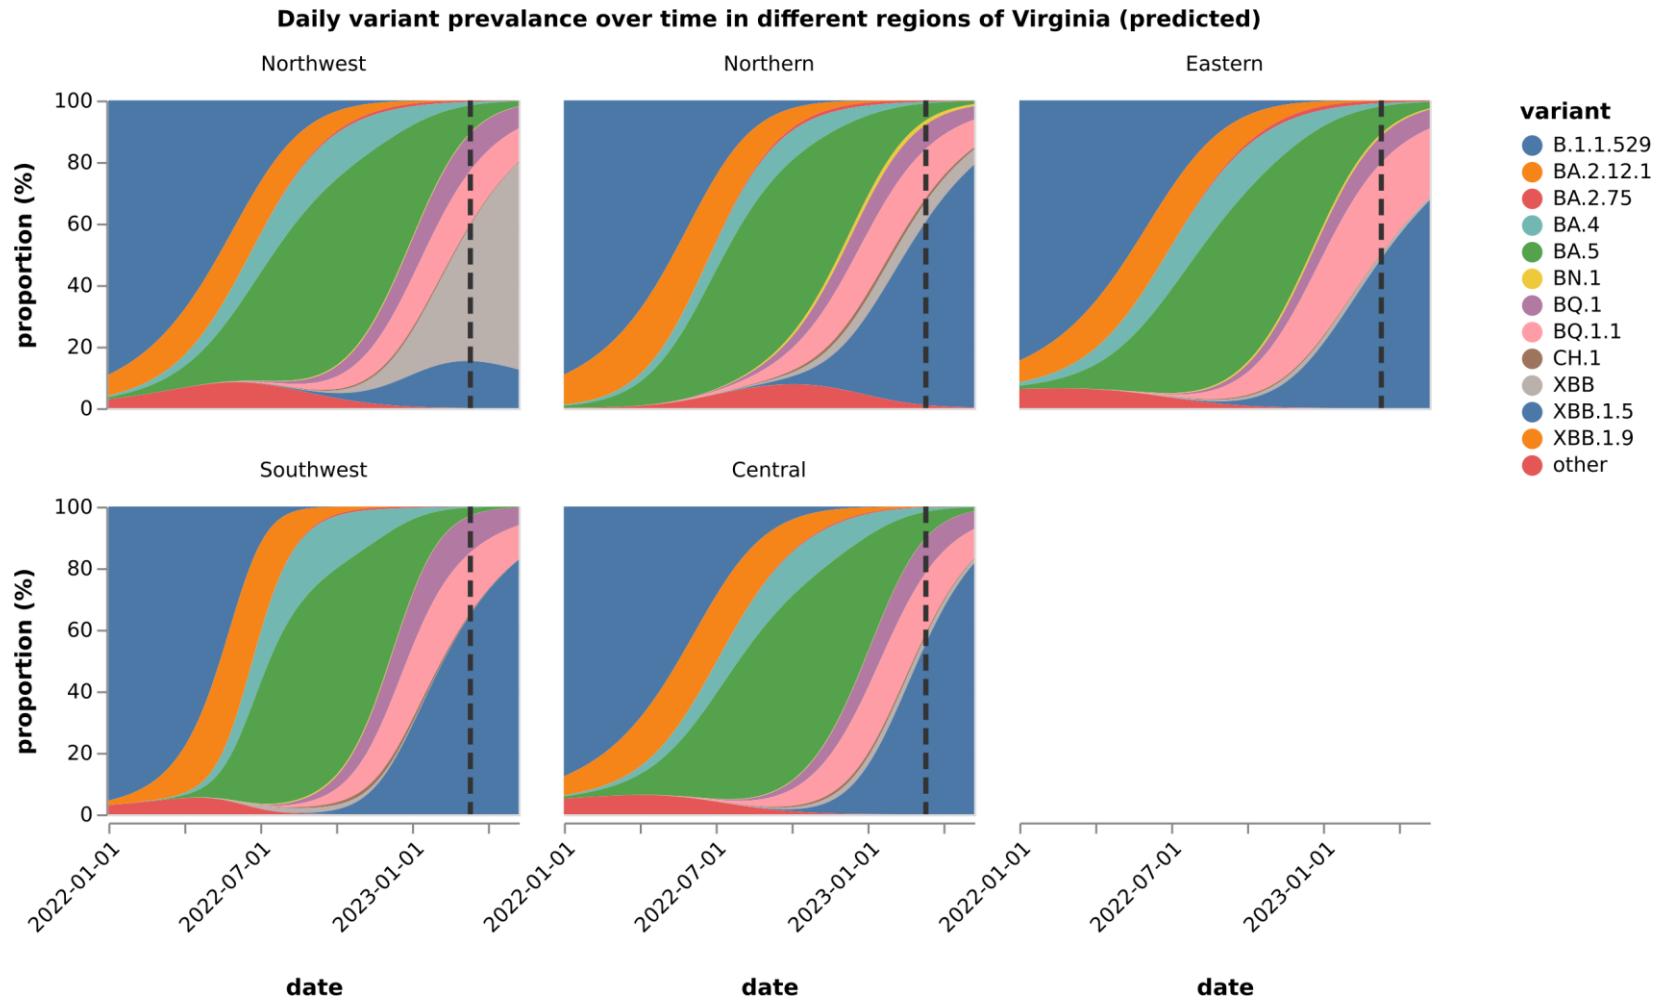 Daily variant prevalance over time in different regions of Virginia (predicted)
Northwest
Northern
Eastern
proportion (%)
100
80
60
40
20
0
variant
B.1.1.529
BA.2.12.1
BA.2.75
BA.4
BA.5
BN.1
BQ.1
BQ.1.1
CH.1
XBB
XBB.1.5
XBB.1.9
other
Southwest
Central
proportion (%)
100
80
60
40
20
0
2022-01-01
2022-07-01
2023-01-01
2022-01-01
2022-07-01
2023-01-01
2022-01-01
2022-07-01
2023-01-01
date
date
date